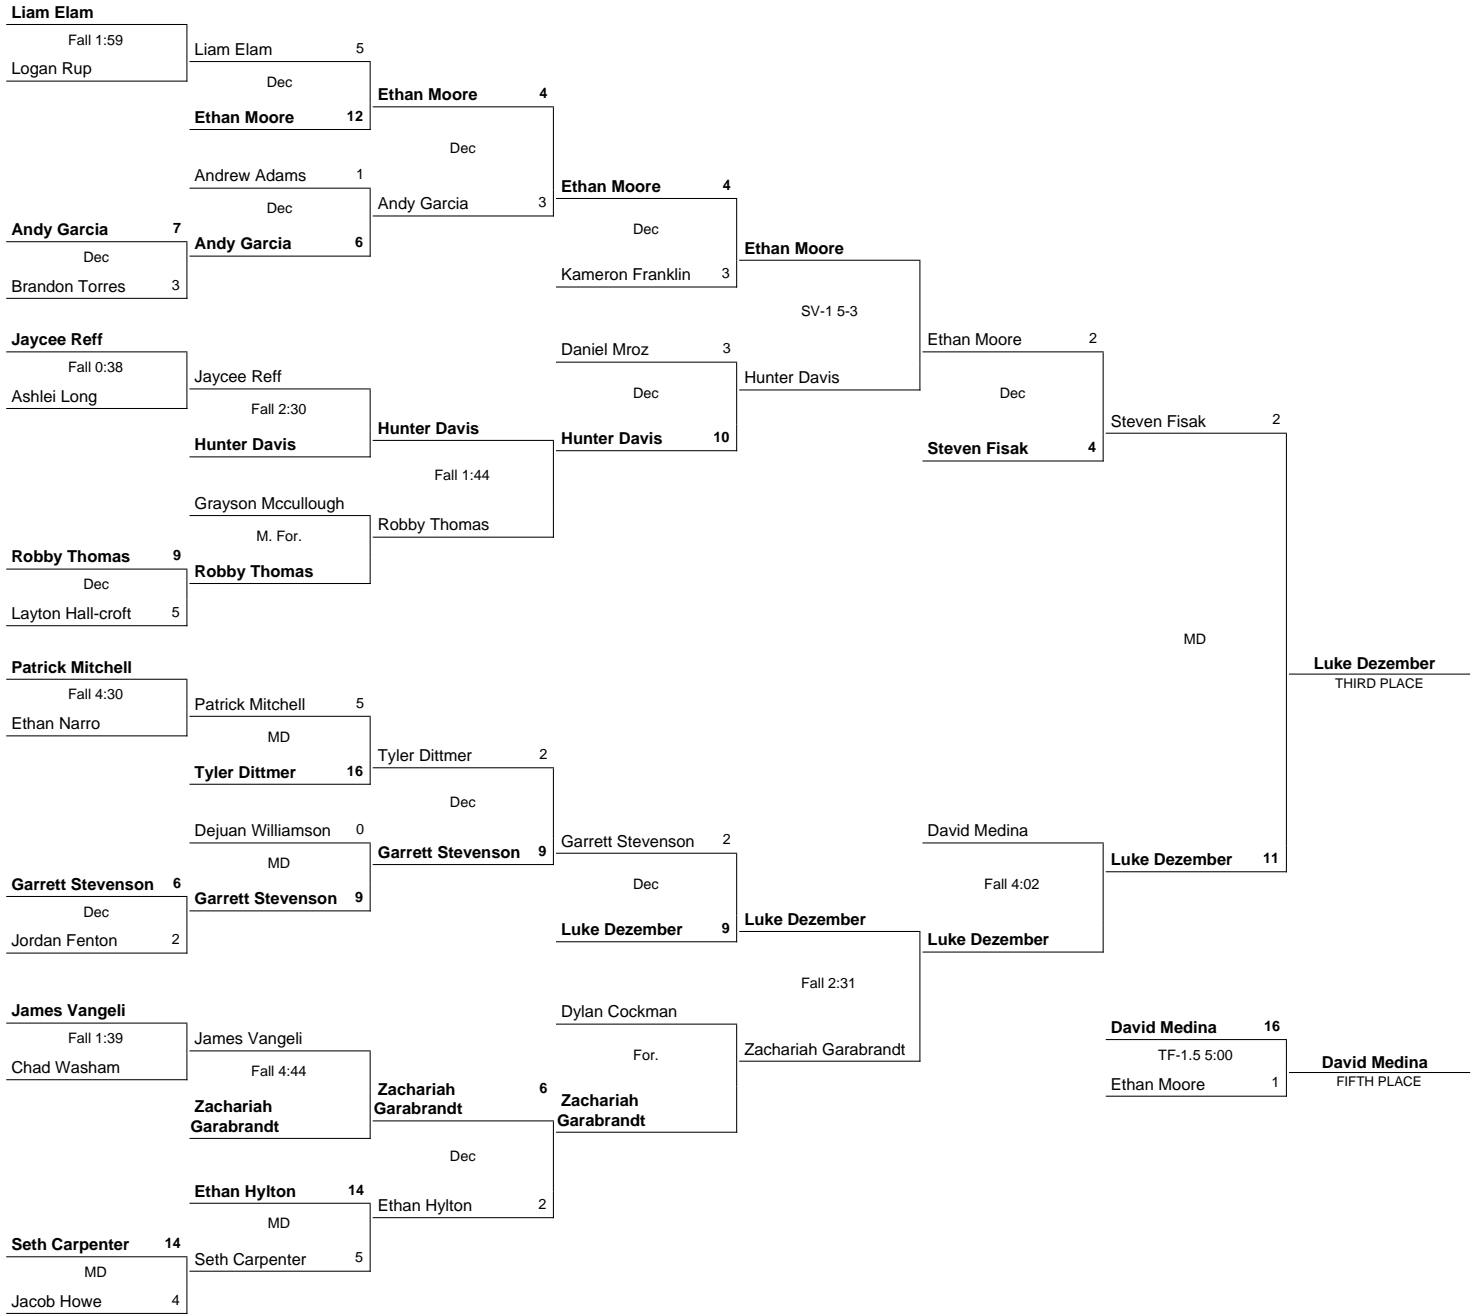 Liam Elam
Fall 1:59
Logan Rup
Liam Elam 5
Dec
Ethan Moore 12
Ethan Moore 4
Dec
Andrew Adams 1
Dec
Andy Garcia 6
Andy Garcia 3
Andy Garcia 7
Dec
Brandon Torres 3
Ethan Moore 4
Dec
Kameron Franklin 3
Ethan Moore
SV-1 5-3
Jaycee Reff
Fall 0:38
Ashlei Long
Jaycee Reff
Fall 2:30
Hunter Davis
Hunter Davis
Fall 1:44
Grayson Mccullough
M. For.
Robby Thomas
Robby Thomas
Robby Thomas 9
Dec
Layton Hall-croft 5
Daniel Mroz 3
Dec
Hunter Davis 10
Hunter Davis
Ethan Moore 2
Dec
Steven Fisak 4
Steven Fisak 2
MD
Luke Dezember
THIRD PLACE
Patrick Mitchell
Fall 4:30
Ethan Narro
Patrick Mitchell 5
MD
Tyler Dittmer 16
Tyler Dittmer 2
Dec
Dejuan Williamson 0
MD
Garrett Stevenson 9
Garrett Stevenson 9
Garrett Stevenson 6
Dec
Jordan Fenton 2
Garrett Stevenson 2
Dec
Luke Dezember 9
Luke Dezember
Fall 2:31
David Medina
Fall 4:02
Luke Dezember
Luke Dezember 11
James Vangeli
Fall 1:39
Chad Washam
James Vangeli
Fall 4:44
Zachariah
Garabrandt
Zachariah 6
Garabrandt
Dec
Ethan Hylton 14
MD
Seth Carpenter 5
Ethan Hylton 2
Seth Carpenter 14
MD
Jacob Howe 4
Dylan Cockman
For.
Zachariah
Garabrandt
Zachariah Garabrandt
David Medina 16
TF-1.5 5:00
Ethan Moore 1
David Medina
FIFTH PLACE